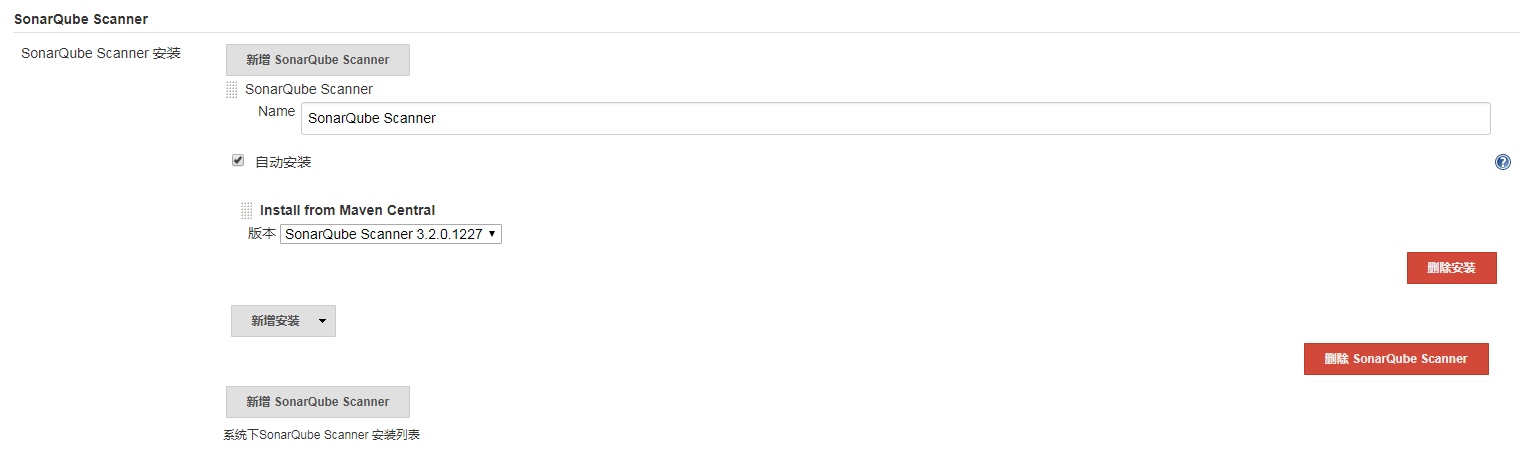 SonarQube Scanner
SonarQube Scanner 安装
新增 SonarQube Scanner
SonarQube Scanner
Name
SonarQube Scanner
自动安装
Install from Maven Central
版本 SonarQube Scanner 3.2.0.1227
删除安装
新增安装
删除 SonarQube Scanner
新增 SonarQube Scanner
系统下SonarQube Scanner 安装列表